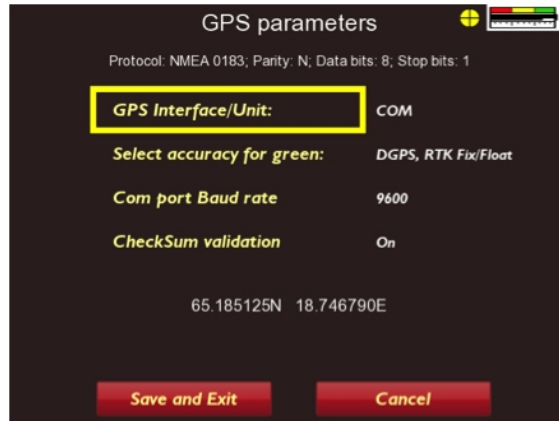 GPS parameters
Protocol: NMEA 0183; Parity: N; Data bits: 8; Stop bits: 1
GPS Interface/Unit: COM
Select accuracy for green: DGPS, RTK Fix/Float
Com port Baud rate 9600
CheckSum validation On
65.185125N 18.746790E
Save and Exit Cancel